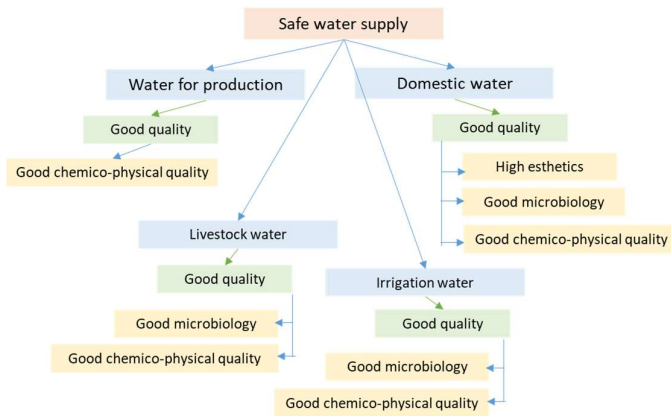 Safe water supply
Water for production
Domestic water
Good quality
Good quality
Good chemico-physical quality
High esthetics
Good microbiology
Good chemico-physical quality
Livestock water
Good quality
Irrigation water
Good microbiology
Good quality
Good chemico-physical quality
Good microbiology
Good chemico-physical quality